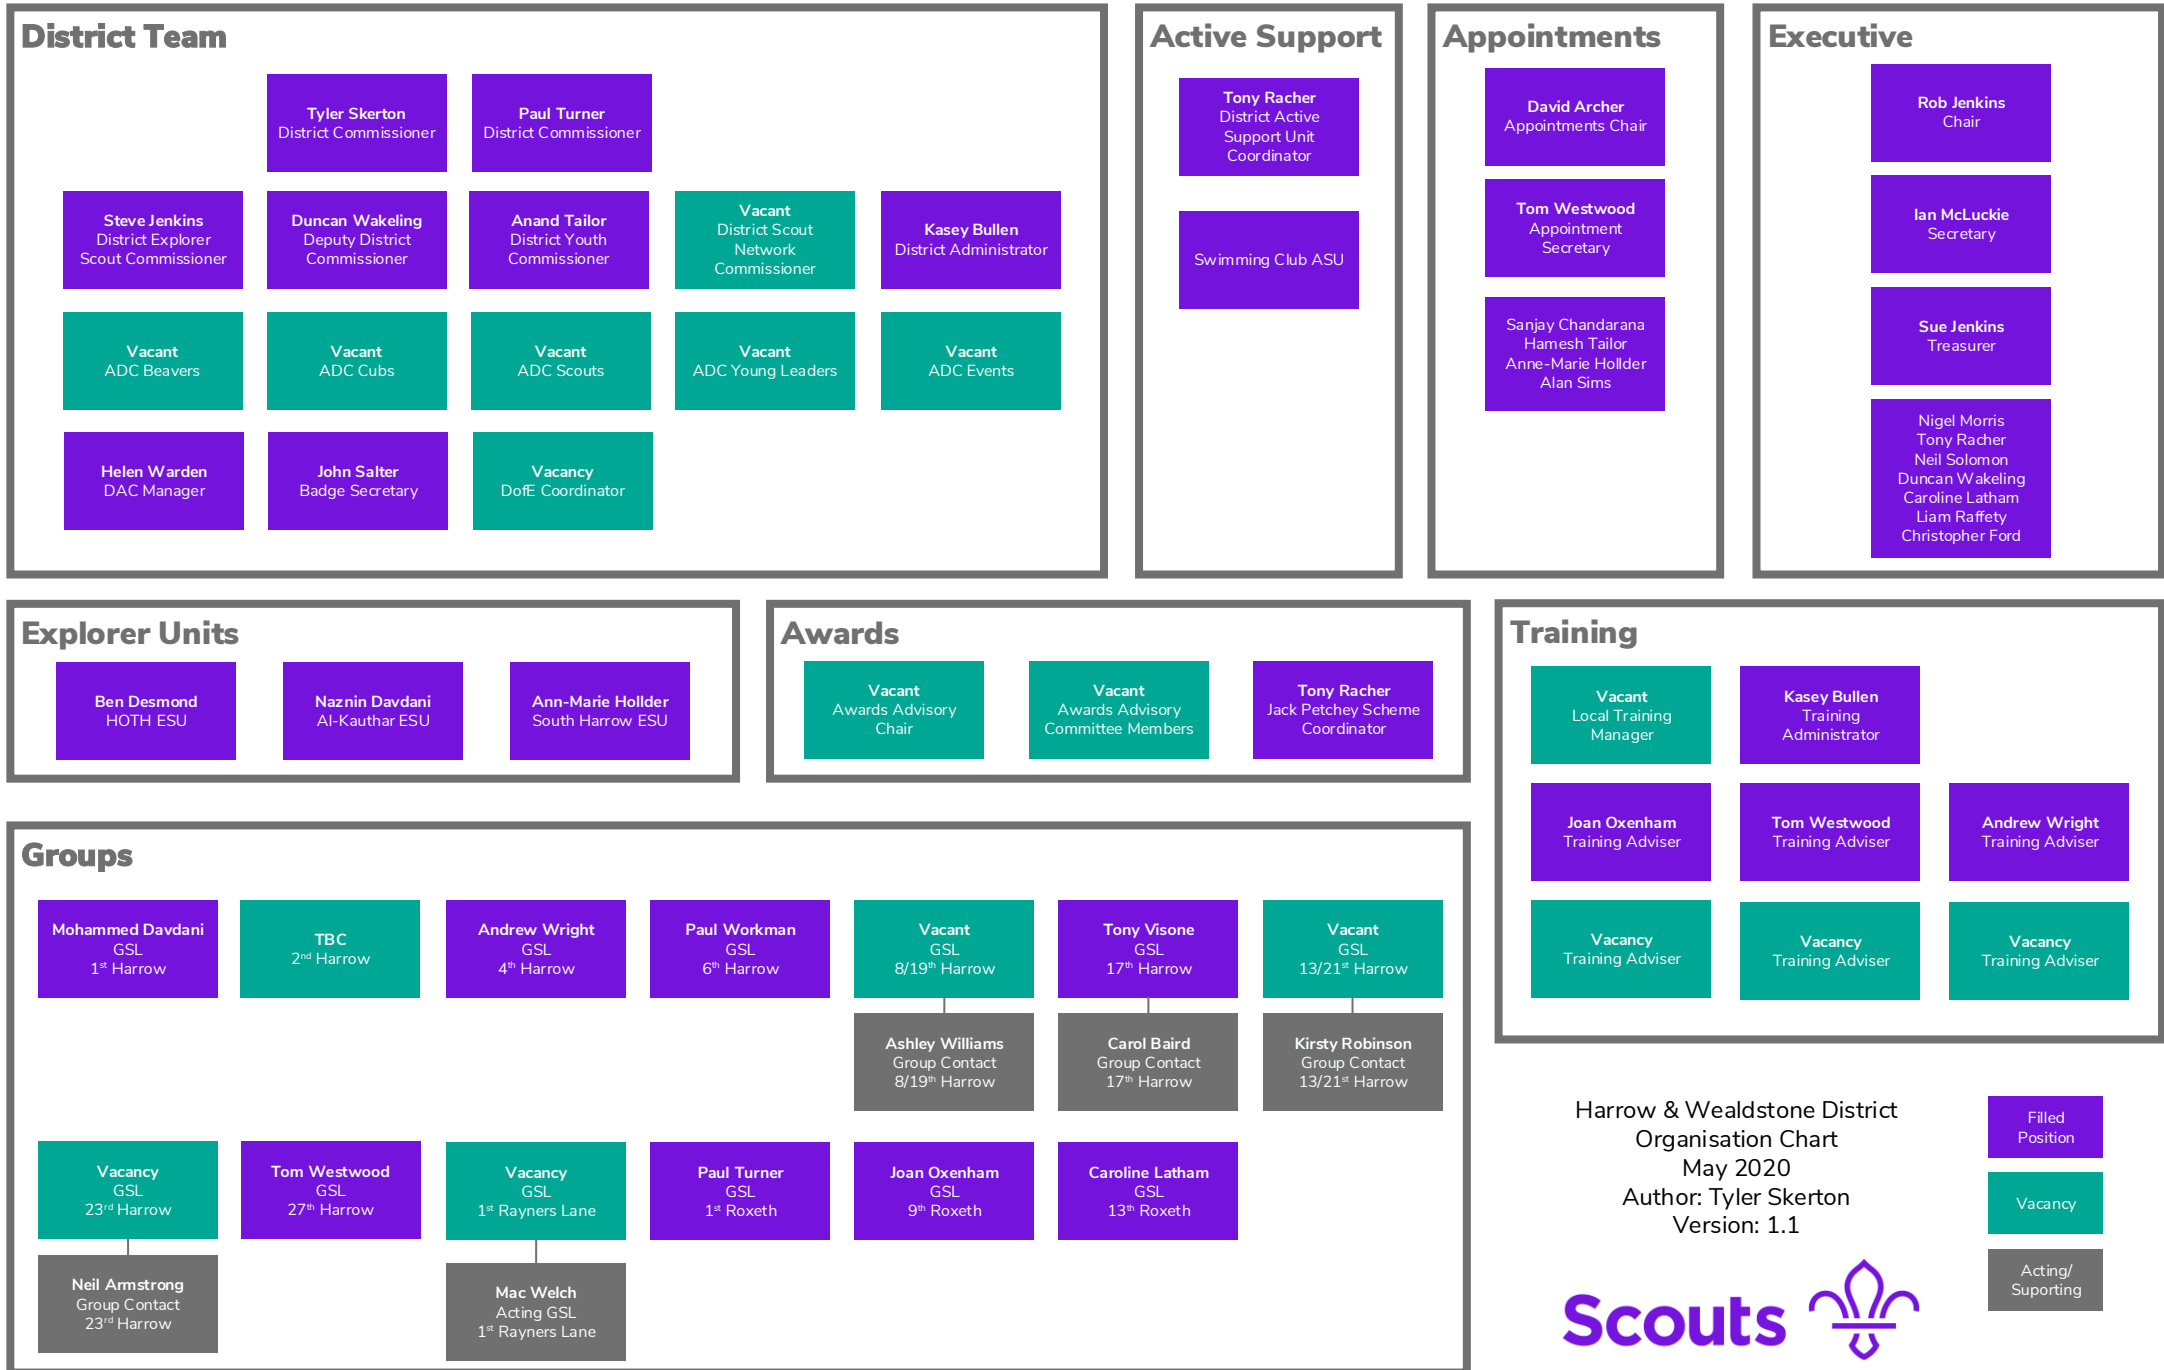 District Team
Tyler Skerton
District Commissioner
Paul Turner
District Commissioner
Steve Jenkins
District Explorer
Scout Commissioner
Duncan Wakeling
Deputy District
Commissioner
Anand Tailor
District Youth
Commissioner
Vacant
District Scout
Network
Commissioner
Kasey Bullen
District Administrator
Vacant
ADC Beavers
Vacant
ADC Cubs
Vacant
ADC Scouts
Vacant
ADC Young Leaders
Vacant
ADC Events
Helen Warden
DAC Manager
John Salter
Badge Secretary
Vacancy
DofE Coordinator
Active Support
Tony Racher
District Active
Support Unit
Coordinator
Swimming Club ASU
Appointments
David Archer
Appointments Chair
Tom Westwood
Appointment
Secretary
Sanjay Chandarana
Hamesh Tailor
Anne-Marie Hollder
Alan Sims
Executive
Rob Jenkins
Chair
Ian McLuckie
Secretary
Sue Jenkins
Treasurer
Nigel Morris
Tony Racher
Neil Solomon
Duncan Wakeling
Caroline Latham
Liam Raffety
Christopher Ford
Explorer Units
Ben Desmond
HOTH ESU
Naznin Davdani
Al-Kauthar ESU
Ann-Marie Hollder
South Harrow ESU
Awards
Vacant
Awards Advisory
Chair
Vacant
Awards Advisory
Committee Members
Tony Racher
Jack Petchey Scheme
Coordinator
Training
Vacant
Local Training
Manager
Kasey Bullen
Training
Administrator
Joan Oxenham
Training Adviser
Tom Westwood
Training Adviser
Andrew Wright
Training Adviser
Vacancy
Training Adviser
Vacancy
Training Adviser
Vacancy
Training Adviser
Groups
Mohammed Davdani
GSL
1st Harrow
TBC
2nd Harrow
Andrew Wright
GSL
4th Harrow
Paul Workman
GSL
6th Harrow
Vacant
GSL
8/19th Harrow
Tony Visone
GSL
17th Harrow
Vacant
GSL
13/21st Harrow
Ashley Williams
Group Contact
8/19th Harrow
Carol Baird
Group Contact
17th Harrow
Kirsty Robinson
Group Contact
13/21st Harrow
Vacancy
GSL
23rd Harrow
Tom Westwood
GSL
27th Harrow
Vacancy
GSL
1st Rayners Lane
Paul Turner
GSL
1st Roxeth
Joan Oxenham
GSL
9th Roxeth
Caroline Latham
GSL
13th Roxeth
Neil Armstrong
Group Contact
23rd Harrow
Mac Welch
Acting GSL
1st Rayners Lane
Harrow & Wealdstone District
Organisation Chart
May 2020
Author: Tyler Skerton
Version: 1.1
Filled
Position
Vacancy
Acting/
Suporting
Scouts